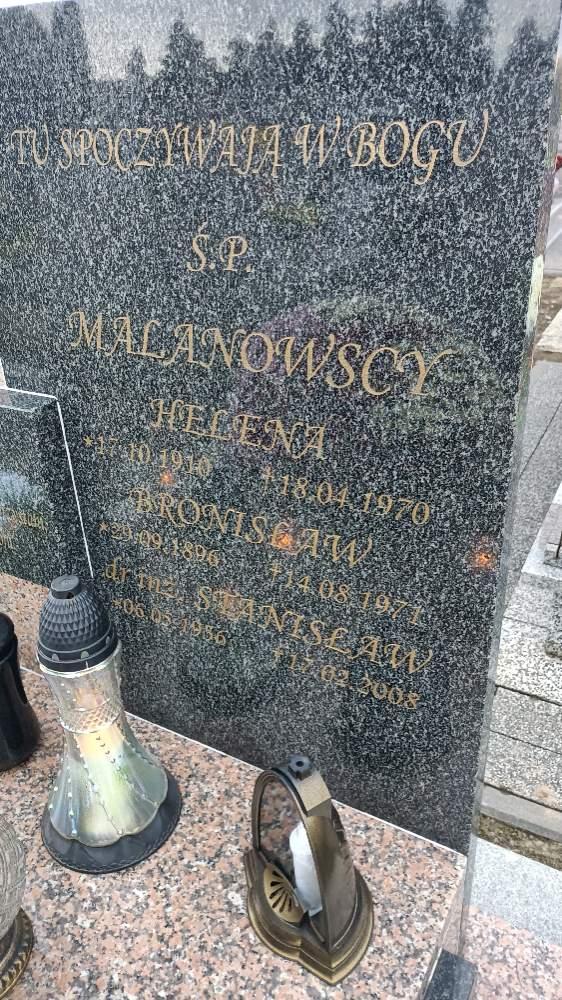 TU SPOCZYWAJĄ W BOGU
Ś.P.
MALANOWSCY
HELENA
*17.10.1910 †18.04.1970
BRONISŁAW
*23.09.1896 †14.08.1971
dr inż. STANISŁAW
*06.05.1936 †17.02.2008